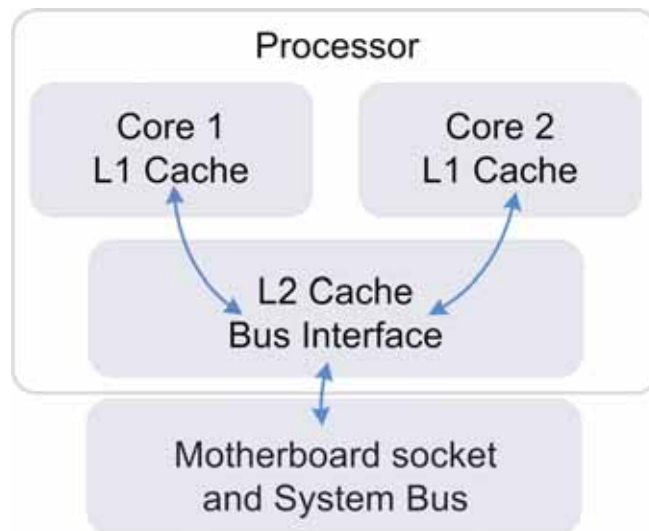 Processor
Core 1
L1 Cache
Core 2
L1 Cache
L2 Cache
Bus Interface
Motherboard socket
and System Bus